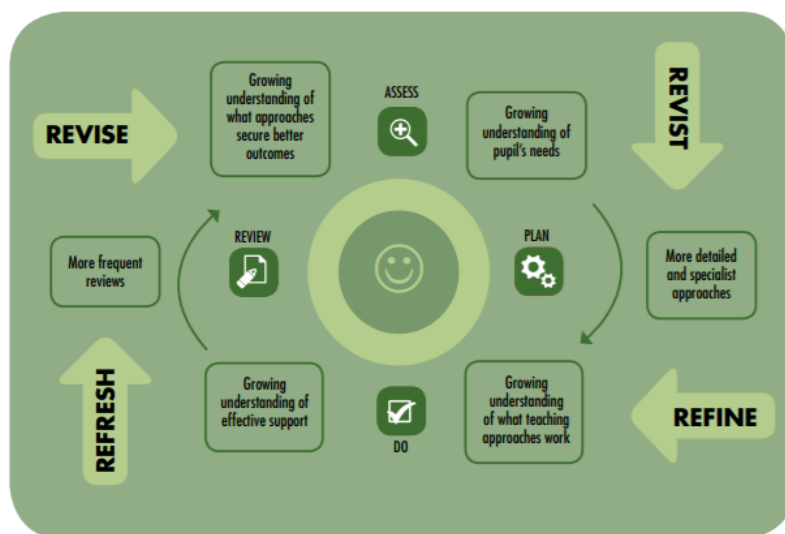 REVISE
Growing
understanding of
what approaches
secure better
outcomes
ASSESS
Growing
understanding of
pupil's needs
REVIST
More frequent
reviews
REVIEW
PLAN
More detailed
and specialist
approaches
REFRESH
Growing
understanding of
effective support
DO
Growing
understanding
of what teaching
approaches work
REFINE